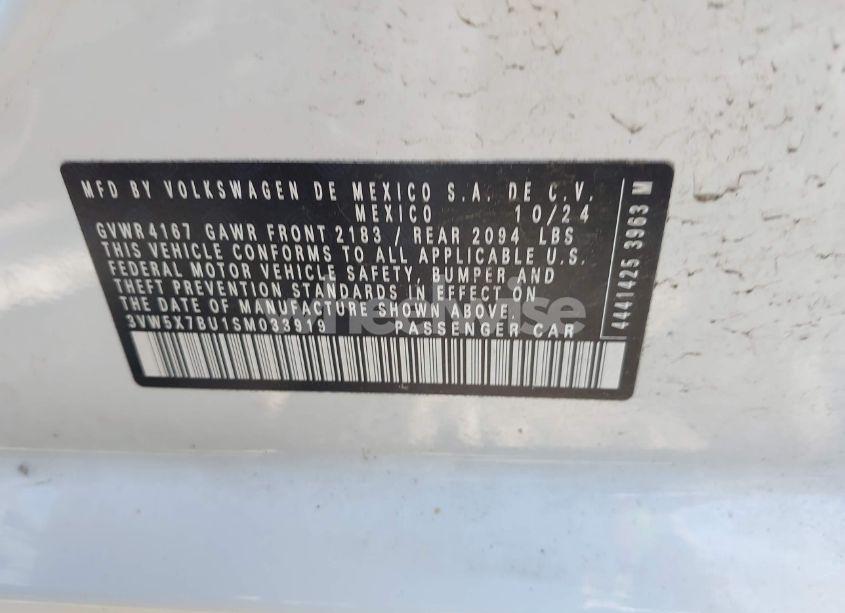 MFD BY VOLKSWAGEN DE MEXICO S.A. DE C.V.
MEXICO 10/24
GVWR 4167 GAWR FRONT 2183 / REAR 2094 LBS
THIS VEHICLE CONFORMS TO ALL APPLICABLE U.S.
FEDERAL MOTOR VEHICLE SAFETY, BUMPER AND
THEFT PREVENTION STANDARDS IN EFFECT ON
THE DATE OF MANUFACTURE SHOWN ABOVE.
3VW5X7BU1SM033919 PASSENGER CAR
4441425 3963 M